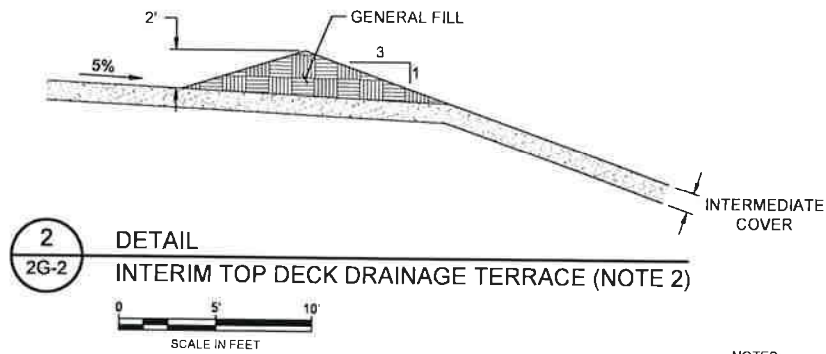 2'
GENERAL FILL
3
1
5%
INTERMEDIATE
COVER
2
2G-2
DETAIL
INTERIM TOP DECK DRAINAGE TERRACE (NOTE 2)
0 5' 10'
SCALE IN FEET